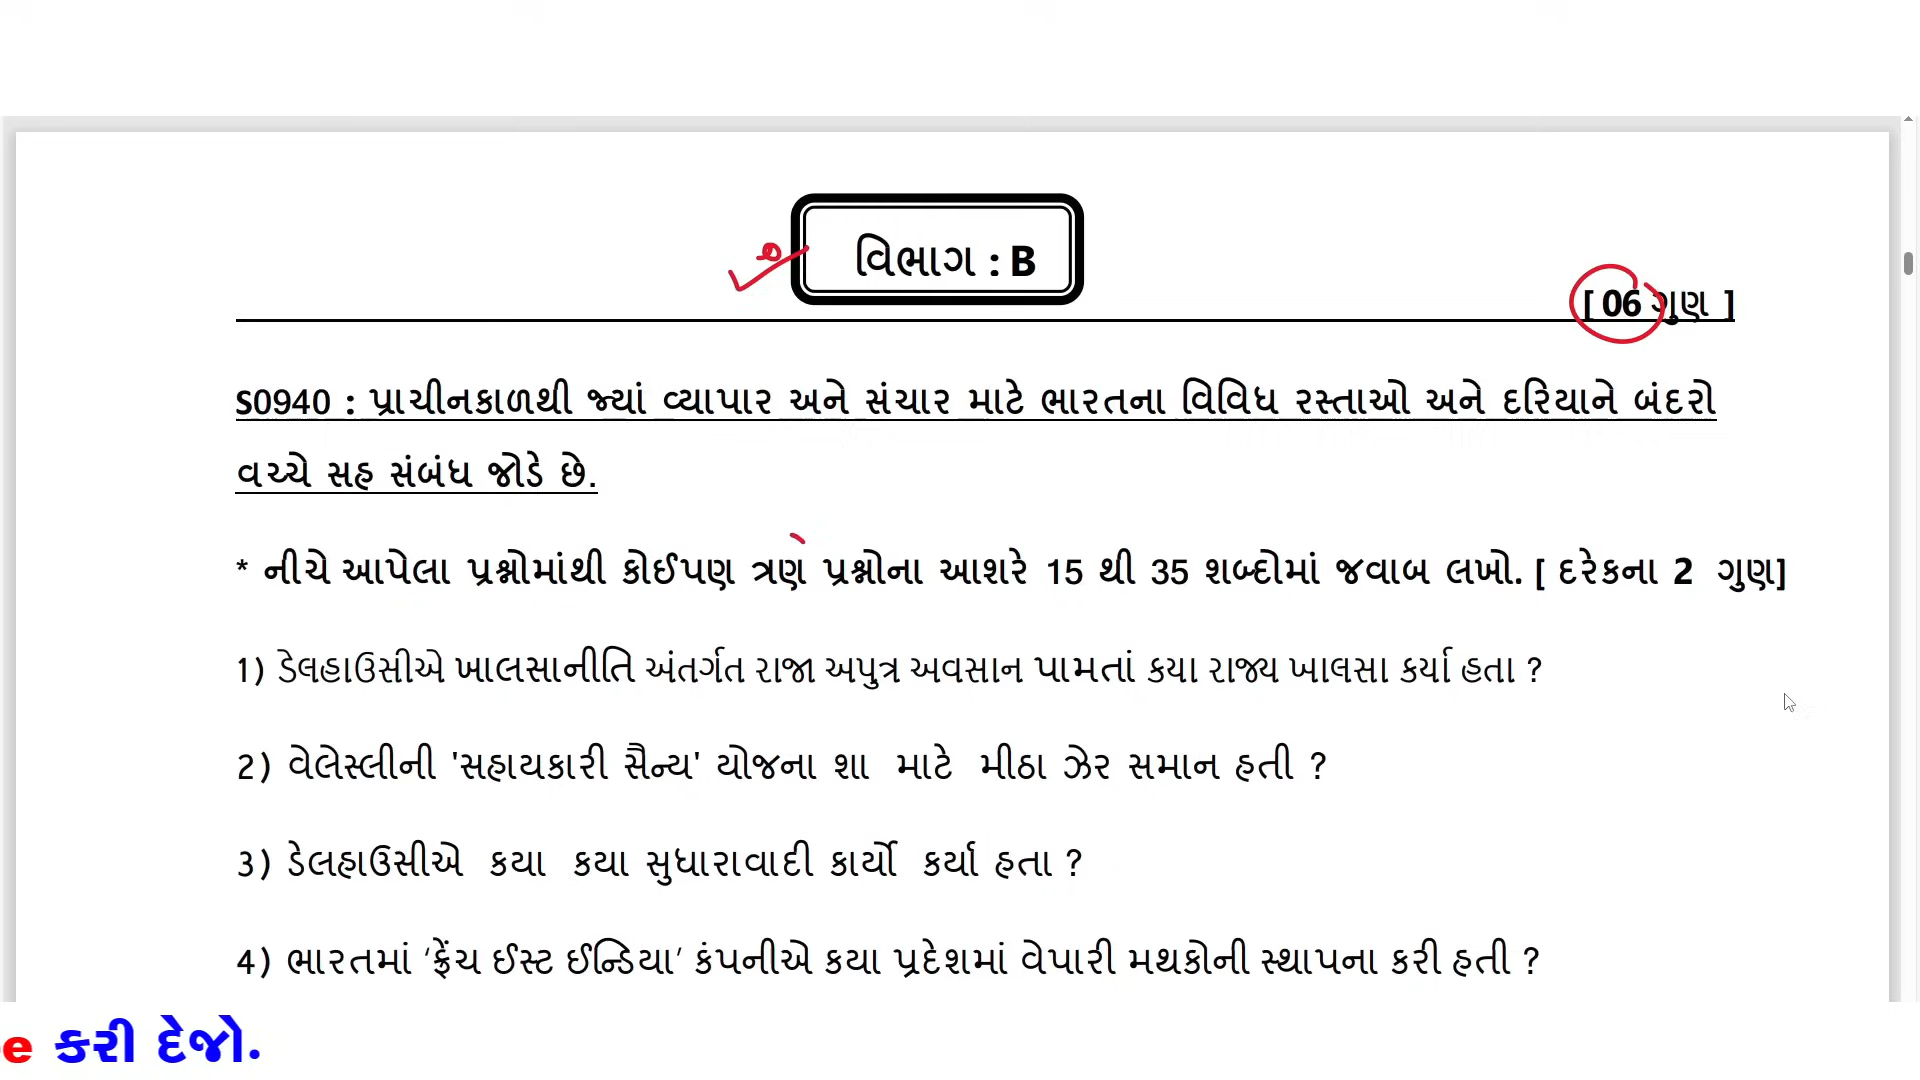 વિભાગ : B
[ 06 ગુણ ]
S0940 : પ્રાચીનકાળથી જ્યાં વ્યાપાર અને સંચાર માટે ભારતના વિવિધ રસ્તાઓ અને દરિયાને બંદરો
વચ્ચે સહ સંબંધ જોડે છે.
* નીચે આપેલા પ્રશ્નોમાંથી કોઈપણ ત્રણ પ્રશ્નોના આશરે 15 થી 35 શબ્દોમાં જવાબ લખો. [ દરેકના 2 ગુણ]
1) ડેલહાઉસીએ ખાલસાનીતિ અંતર્ગત રાજા અપુત્ર અવસાન પામતાં કયા રાજ્ય ખાલસા કર્યા હતા ?
2) વેલેસ્લીની 'સહાયકારી સૈન્ય' યોજના શા માટે મીઠા ઝેર સમાન હતી ?
3) ડેલહાઉસીએ કયા કયા સુધારાવાદી કાર્યો કર્યા હતા ?
4) ભારતમાં ‘ફ્રેંચ ઈસ્ટ ઈન્ડિયા’ કંપનીએ કયા પ્રદેશમાં વેપારી મથકોની સ્થાપના કરી હતી ?
e કરી દેજો.